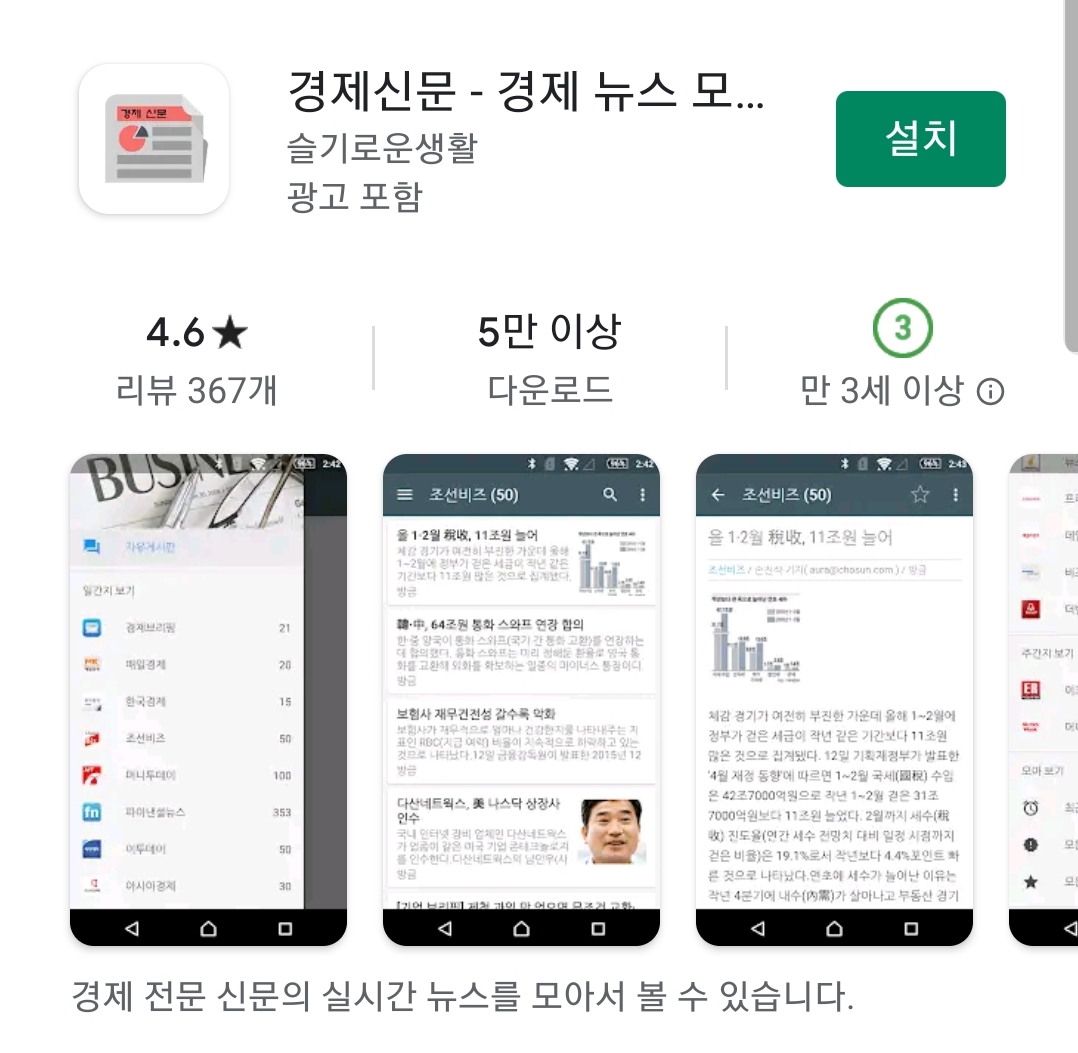 경제신문 - 경제 뉴스 모...
슬기로운생활
광고 포함
설치
경제 신문
4.6★
리뷰 367개
5만 이상
다운로드
3
만 3세 이상
BUSINE
96% 2:42
자유게시판
일간지 보기
경제브리핑 21
매일경제 20
한국경제 15
조선비즈 50
머니투데이 100
파이낸셜뉴스 353
이투데이 50
아시아경제 30
96% 2:42
조선비즈 (50)
올 1·2월 稅收, 11조원 늘어
체감 경기가 여전히 부진한 가운데 올해
1~2월에 정부가 걷은 세금이 작년 같은
기간보다 11조원 많은 것으로 집계됐다.
방금
韓·中, 64조원 통화 스와프 연장 합의
한·중 양국이 통화 스와프(국가 간 통화 교환)를 연장하는
데 합의했다. 통화 스와프는 미리 정해둔 환율로 양국 통
화를 교환해 외화를 확보하는 일종의 마이너스 통장이다.
방금
보험사 재무건전성 갈수록 악화
보험사가 재무적으로 얼마나 건강한지를 나타내주는 지
표인 RBC(지급 여력) 비율이 지속적으로 하락하고 있는
것으로 나타났다.12일 금융감독원이 발표한 2015년 12
방금
다산네트웍스, 美 나스닥 상장사
인수
국내 인터넷 장비 업체인 다산네트웍스
가 업종이 같은 미국 기업 존테크놀로지
를 인수한다.다산네트웍스의 남민우(사
방금
96% 2:43
조선비즈 (50)
올 1·2월 稅收, 11조원 늘어
조선비즈 / 손진석 기자( aura@chosun.com ) / 방금
체감 경기가 여전히 부진한 가운데 올해 1~2월에
정부가 걷은 세금이 작년 같은 기간보다 11조원
많은 것으로 집계됐다. 12일 기획재정부가 발표한
'4월 재정 동향'에 따르면 1~2월 국세(國稅) 수입
은 42조7000억원으로 작년 1~2월 걷은 31조
7000억원보다 11조원 늘었다. 2월까지 세수(稅
收) 진도율(연간 세수 전망치 대비 일정 시점까지
걷은 비율)은 19.1%로서 작년보다 4.4%포인트 빠
른 것으로 나타났다.연초에 세수가 늘어난 이유는
작년 4분기에 내수(內需)가 살아나고 부동산 경기
주간지 보기
모아 보기
경제 전문 신문의 실시간 뉴스를 모아서 볼 수 있습니다.